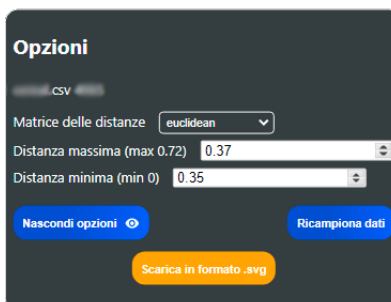 Opzioni
.csv
Matrice delle distanze euclidean
Distanza massima (max 0.72) 0.37
Distanza minima (min 0) 0.35
Nascondi opzioni Ricampiona dati
Scarica in formato .svg